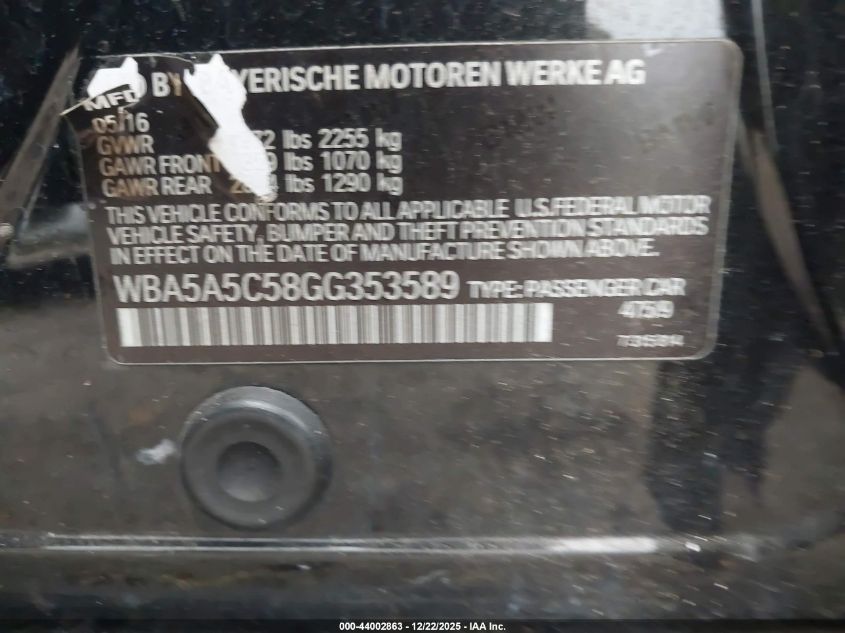 BY BAYERISCHE MOTOREN WERKE AG
MFD
05/16
GVWR lbs 2255 kg
GAWR FRONT lbs 1070 kg
GAWR REAR lbs 1290 kg
THIS VEHICLE CONFORMS TO ALL APPLICABLE U.S.FEDERAL MOTOR
VEHICLE SAFETY, BUMPER AND THEFT PREVENTION STANDARDS
IN EFFECT ON THE DATE OF MANUFACTURE SHOWN ABOVE.
WBA5A5C58GG353589 TYPE: PASSENGER CAR
475/9
000-44002863 - 12/22/2025 - IAA Inc.